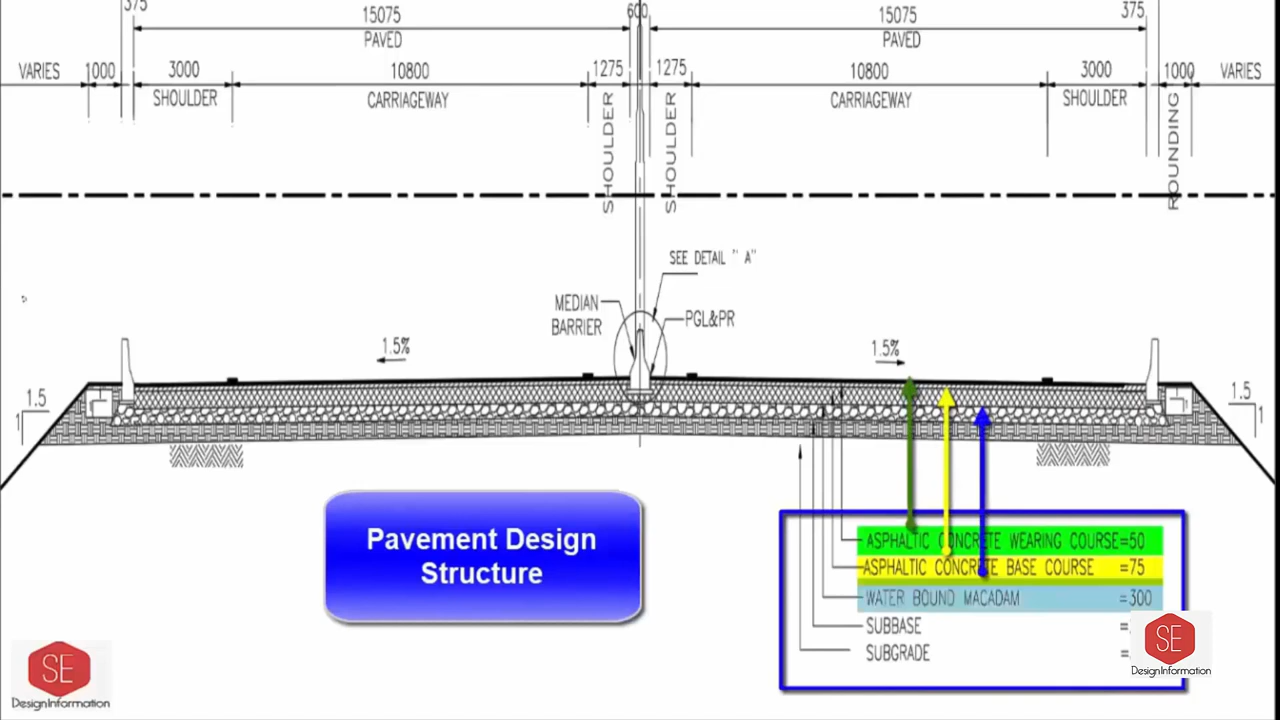 375
15075
600
15075
375
PAVED
PAVED
VARIES
1000
3000
10800
1275
1275
10800
3000
1000
VARIES
SHOULDER
CARRIAGEWAY
SHOULDER
SHOULDER
CARRIAGEWAY
SHOULDER
ROUNDING
SEE DETAIL " A"
MEDIAN
BARRIER
PGL&PR
1.5%
1.5%
1.5
1
1.5
1
Pavement Design
Structure
ASPHALTIC CONCRETE WEARING COURSE=50
ASPHALTIC CONCRETE BASE COURSE =75
WATER BOUND MACADAM =300
SUBBASE =
SUBGRADE =
SE
DesignInformation
SE
DesignInformation